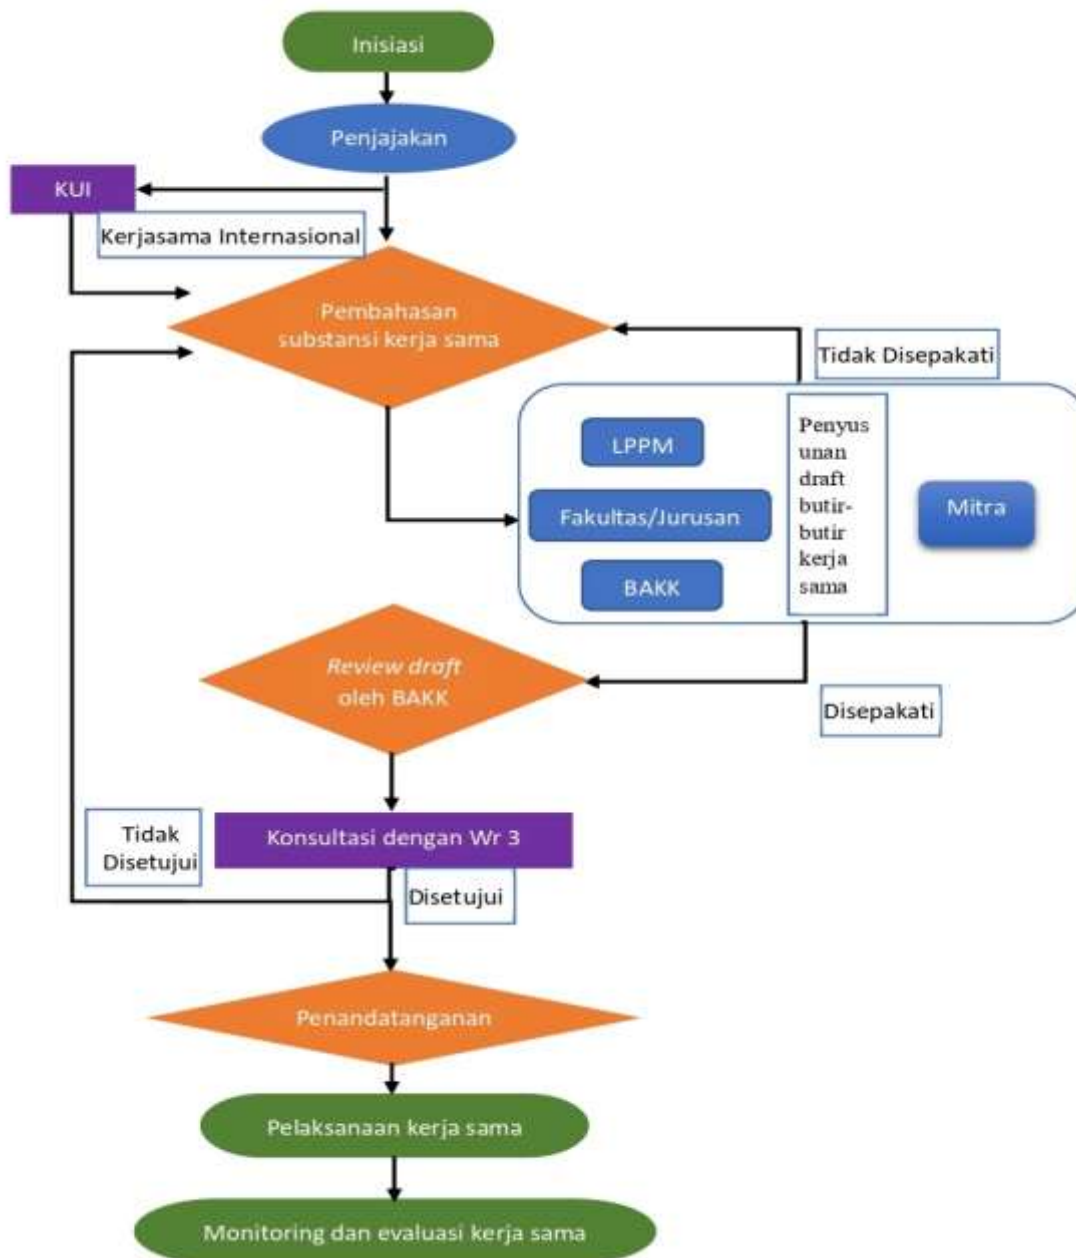 Inisiasi
Penjajakan
KUI
Kerjasama Internasional
Pembahasan
substansi kerja sama
Tidak Disepakati
LPPM
Fakultas/Jurusan
BAKK
Penyus
unan
draft
butir-
butir
kerja
sama
Mitra
Review draft
oleh BAKK
Disepakati
Konsultasi dengan Wr 3
Tidak
Disetujui
Disetujui
Penandatanganan
Pelaksanaan kerja sama
Monitoring dan evaluasi kerja sama